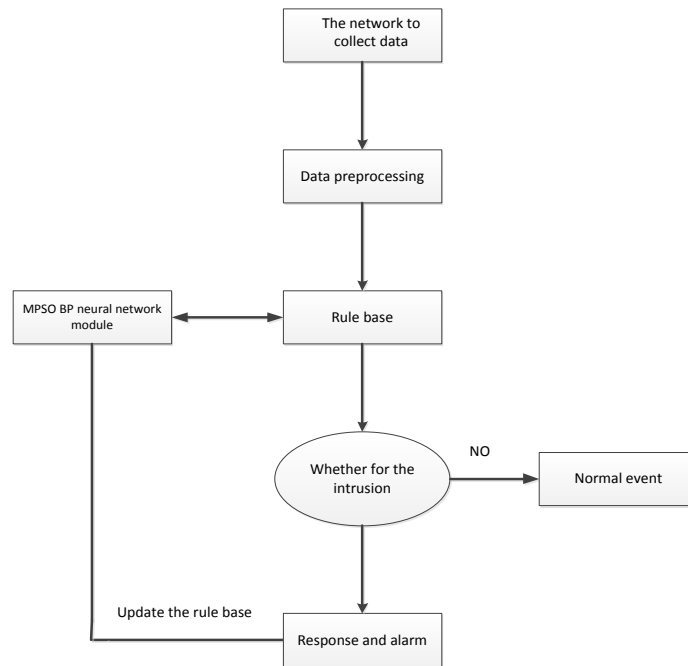 The network to
collect data
Data preprocessing
MPSO BP neural network
module
Rule base
Whether for the
intrusion
NO
Normal event
Update the rule base
Response and alarm